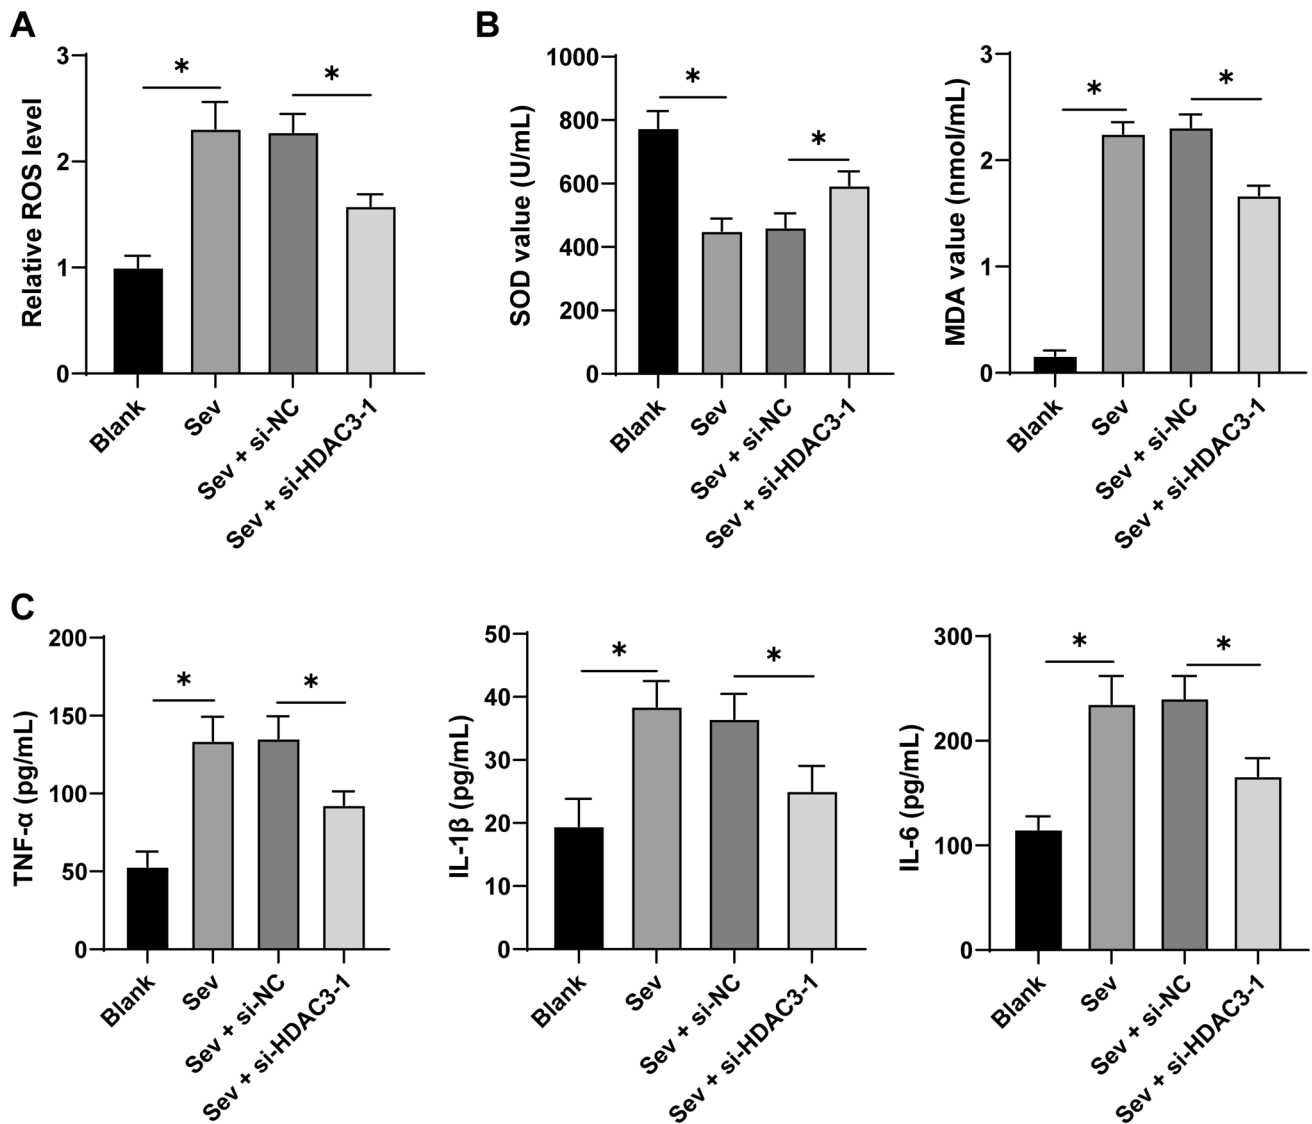 A
Relative ROS level
3
2
1
0
*
*
Blank
Sev
Sev + si-NC
Sev + si-HDAC3-1
B
SOD value (U/mL)
1000
800
600
400
200
0
*
*
Blank
Sev
Sev + si-NC
Sev + si-HDAC3-1
MDA value (nmol/mL)
3
2
1
0
*
*
Blank
Sev
Sev + si-NC
Sev + si-HDAC3-1
C
TNF-α (pg/mL)
200
150
100
50
0
*
*
Blank
Sev
Sev + si-NC
Sev + si-HDAC3-1
IL-1β (pg/mL)
50
40
30
20
10
0
*
*
Blank
Sev
Sev + si-NC
Sev + si-HDAC3-1
IL-6 (pg/mL)
300
200
100
0
*
*
Blank
Sev
Sev + si-NC
Sev + si-HDAC3-1